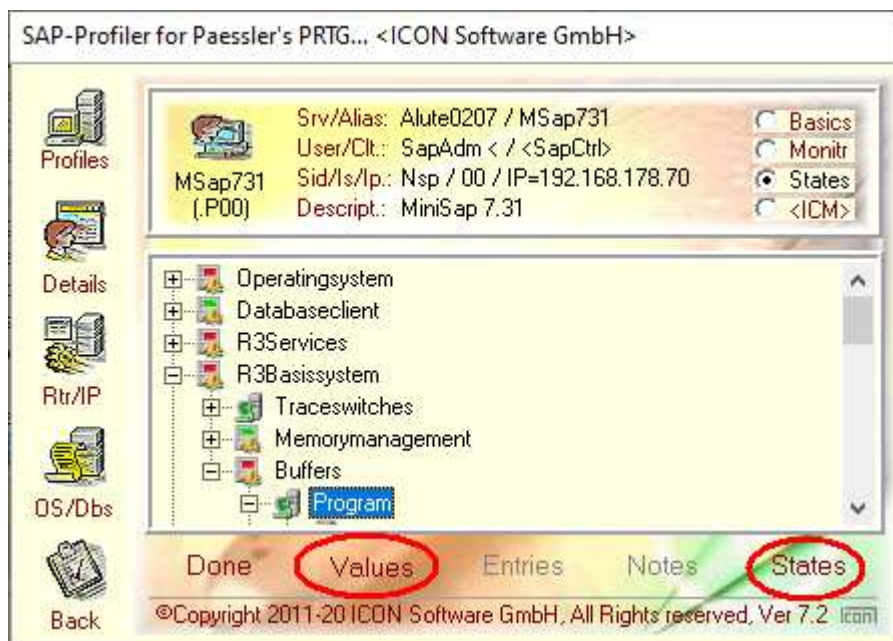 SAP-Profiler for Paessler's PRTG... <ICON Software GmbH>
Profiles
Details
Rtr/IP
OS/Dbs
Back
MSap731
(.P00)
Srv/Alias: Alute0207 / MSap731
User/Clt.: SapAdm < / <SapCtrl>
Sid/Is/Ip.: Nsp / 00 / IP=192.168.178.70
Descript.: MiniSap 7.31
Basics
Monitr
States
<ICM>
Operatingsystem
Databaseclient
R3Services
R3Basissystem
Traceswitches
Memorymanagement
Buffers
Program
Done Values Entries Notes States
©Copyright 2011-20 ICON Software GmbH, All Rights reserved, Ver 7.2 Icon